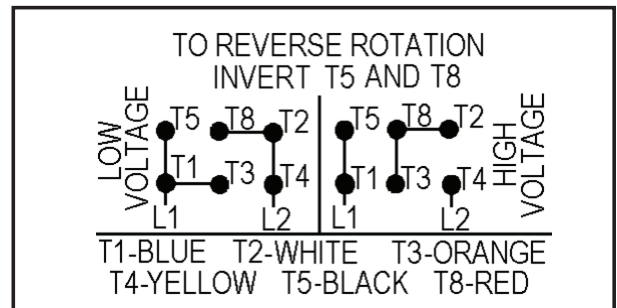 TO REVERSE ROTATION
INVERT T5 AND T8
LOW
VOLTAGE
T5 T8 T2
T1 T3 T4
L1 L2
T5 T8 T2
T1 T3 T4
L1 L2
HIGH
VOLTAGE
T1-BLUE T2-WHITE T3-ORANGE
T4-YELLOW T5-BLACK T8-RED